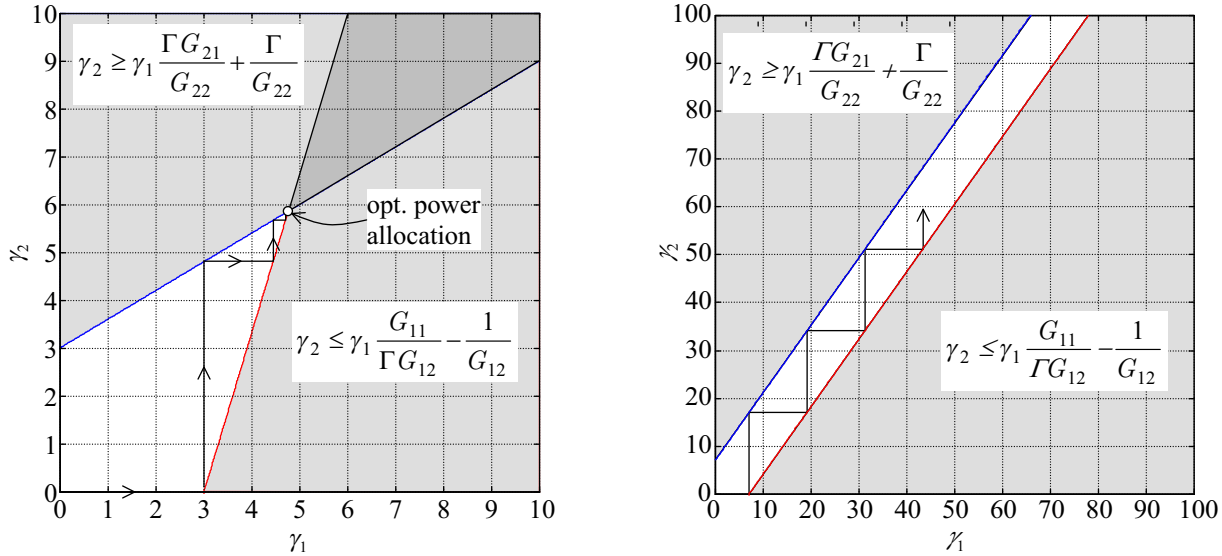 10
9
8
7
6
5
4
3
2
1
0
γ₂
γ₂ ≥ γ₁ ΓG₂₁/G₂₂ + Γ/G₂₂
opt. power
allocation
γ₂ ≤ γ₁ G₁₁/ΓG₁₂ − 1/G₁₂
0 1 2 3 4 5 6 7 8 9 10
γ₁
100
90
80
70
60
50
40
30
20
10
0
γ₂
γ₂ ≥ γ₁ ΓG₂₁/G₂₂ + Γ/G₂₂
γ₂ ≤ γ₁ G₁₁/ΓG₁₂ − 1/G₁₂
0 10 20 30 40 50 60 70 80 90 100
γ₁